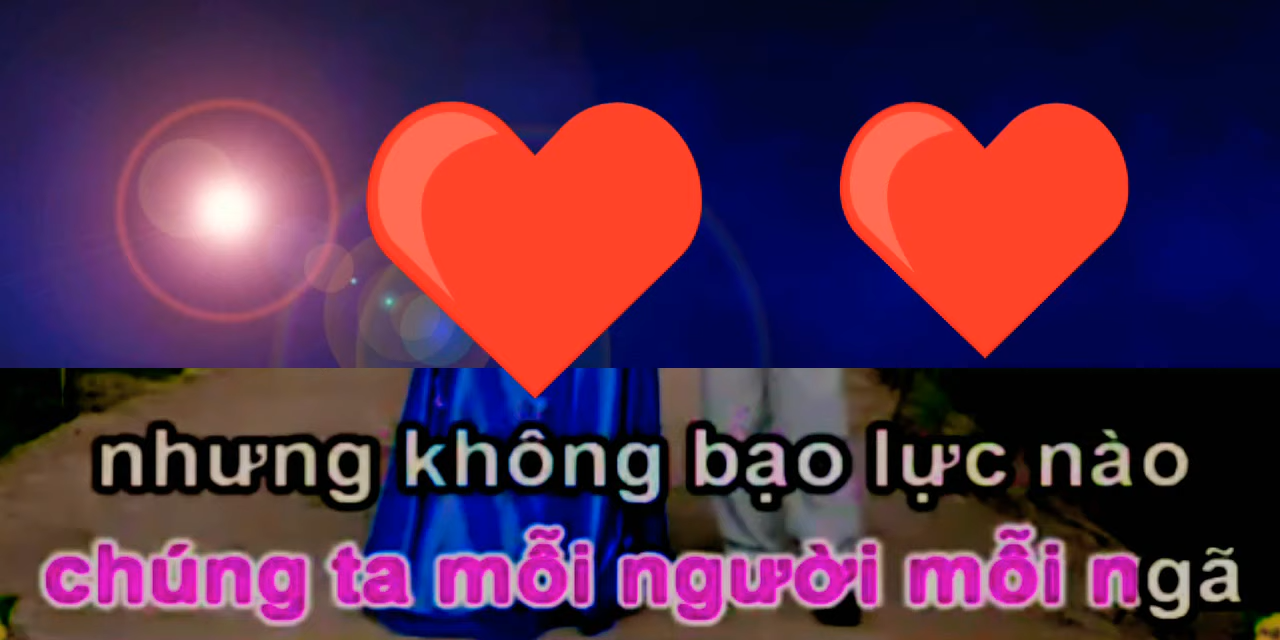 nhưng không bạo lực nào
chúng ta mỗi người mỗi ngã